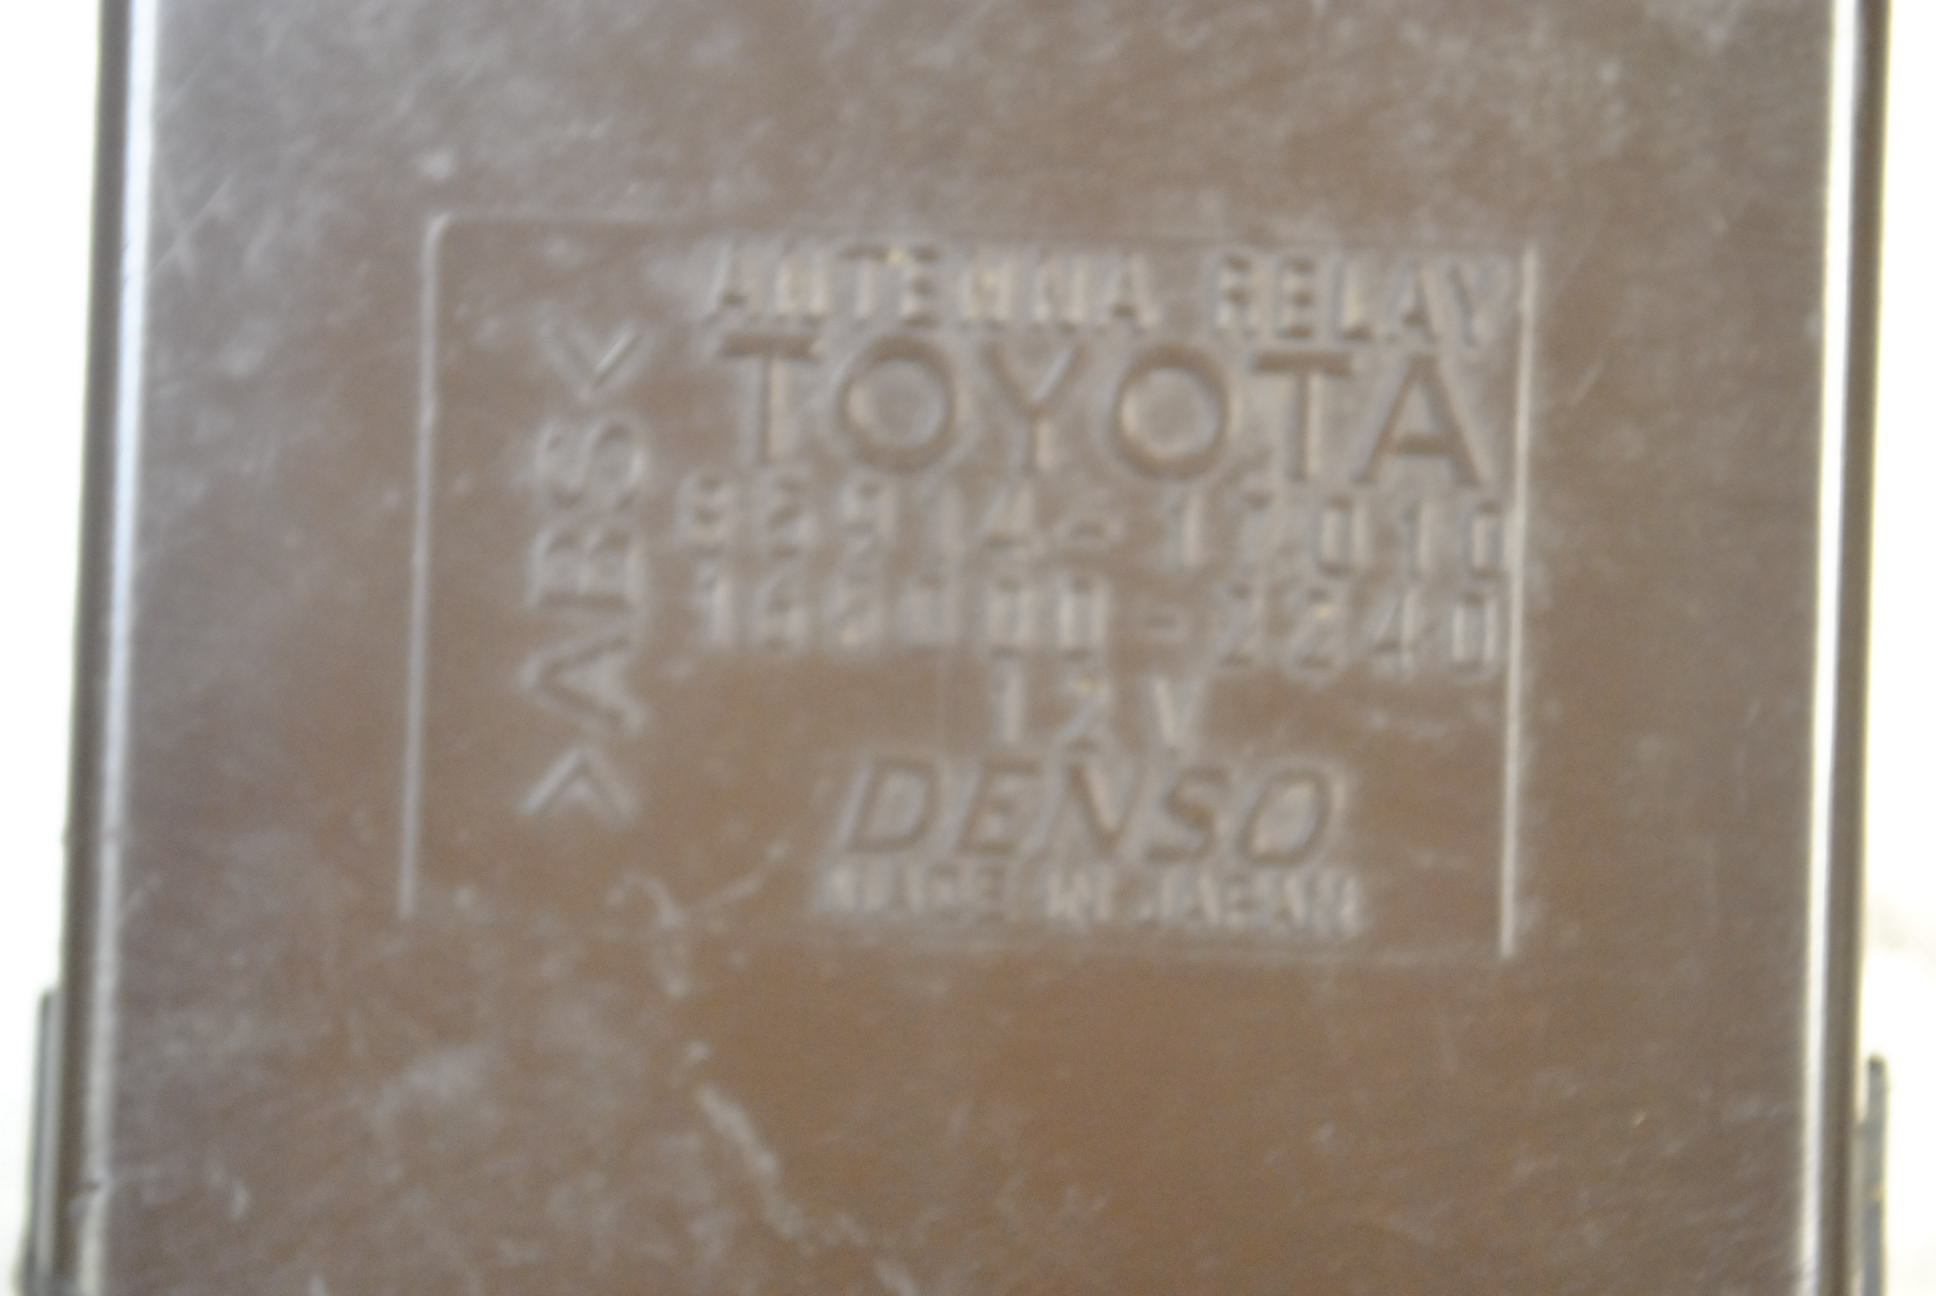 ANTENNA RELAY
TOYOTA
>ABS<
12V
DENSO
MADE IN JAPAN